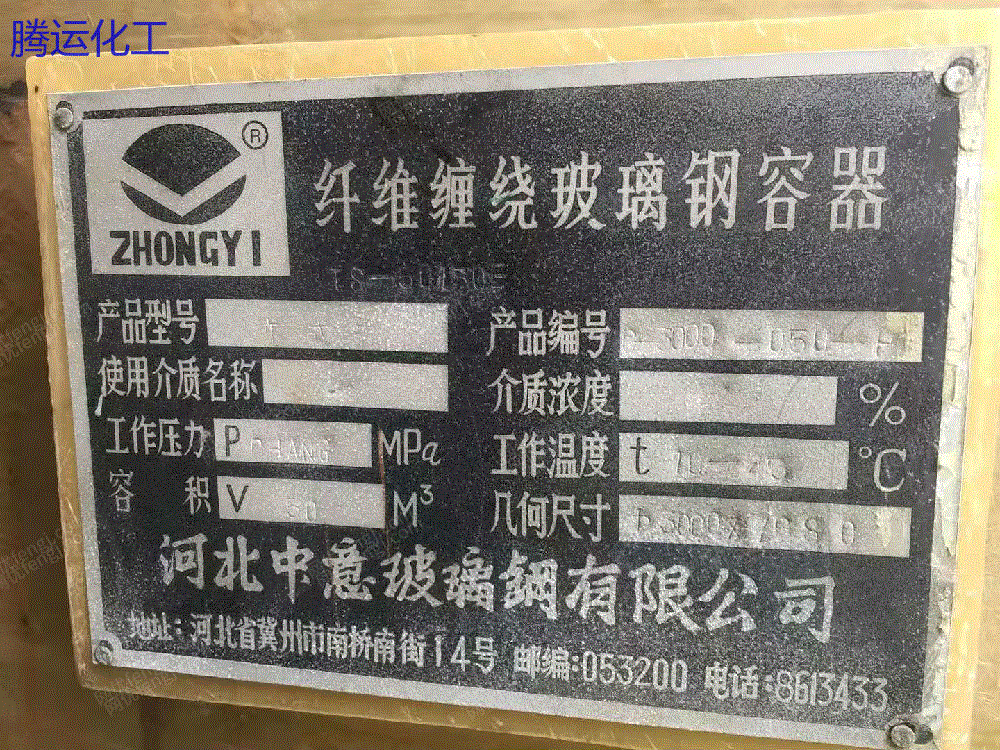 腾运化工
ZHONGYI ®
纤维缠绕玻璃钢容器
产品型号 产品编号
使用介质名称 介质浓度 %
工作压力 P MPa 工作温度 t ℃
容积 V M³ 几何尺寸
河北中意玻璃鋼有限公司
地址:河北省冀州市南桥南街14号 邮编:053200 电话:8613433